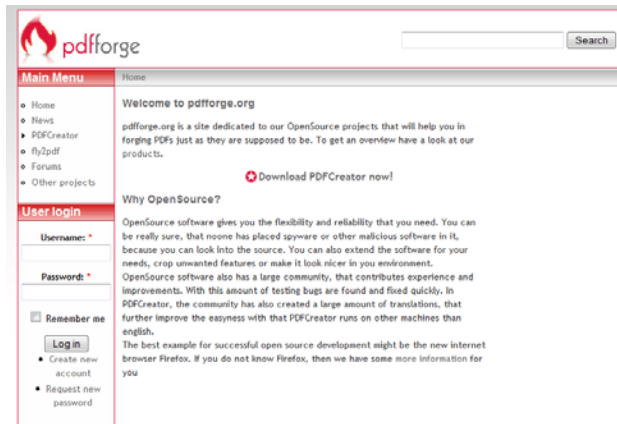 pdfforge
Search
Main Menu
Home
Home
News
PDFCreator
fly2pdf
Forums
Other projects
User login
Username: *
Password: *
Remember me
Log in
Create new
account
Request new
password
Welcome to pdfforge.org
pdfforge.org is a site dedicated to our OpenSource projects that will help you in
forging PDFs just as they are supposed to be. To get an overview have a look at our
products.
Download PDFCreator now!
Why OpenSource?
OpenSource software gives you the flexibility and reliability that you need. You can
be really sure, that noone has placed spyware or other malicious software in it,
because you can look into the source. You can also extend the software for your
needs, crop unwanted features or make it look nicer in you environment.
OpenSource software also has a large community, that contributes experience and
improvements. With this amount of testing bugs are found and fixed quickly. In
PDFCreator, the community has also created a large amount of translations, that
further improve the easyness with that PDFCreator runs on other machines than
english.
The best example for successful open source development might be the new internet
browser Firefox. If you do not know Firefox, then we have some more information for
you